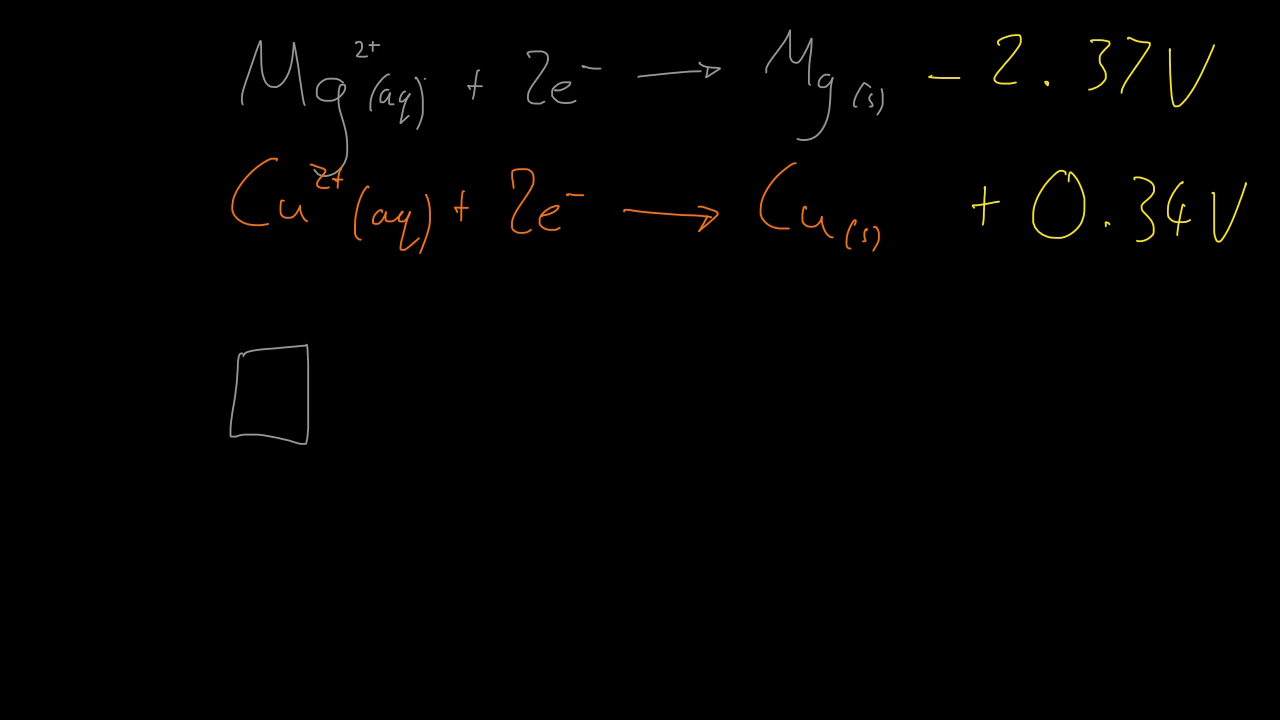 Mg²⁺(aq) + 2e⁻ → Mg(s) - 2.37V
Cu²⁺(aq) + 2e⁻ → Cu(s) + 0.34V